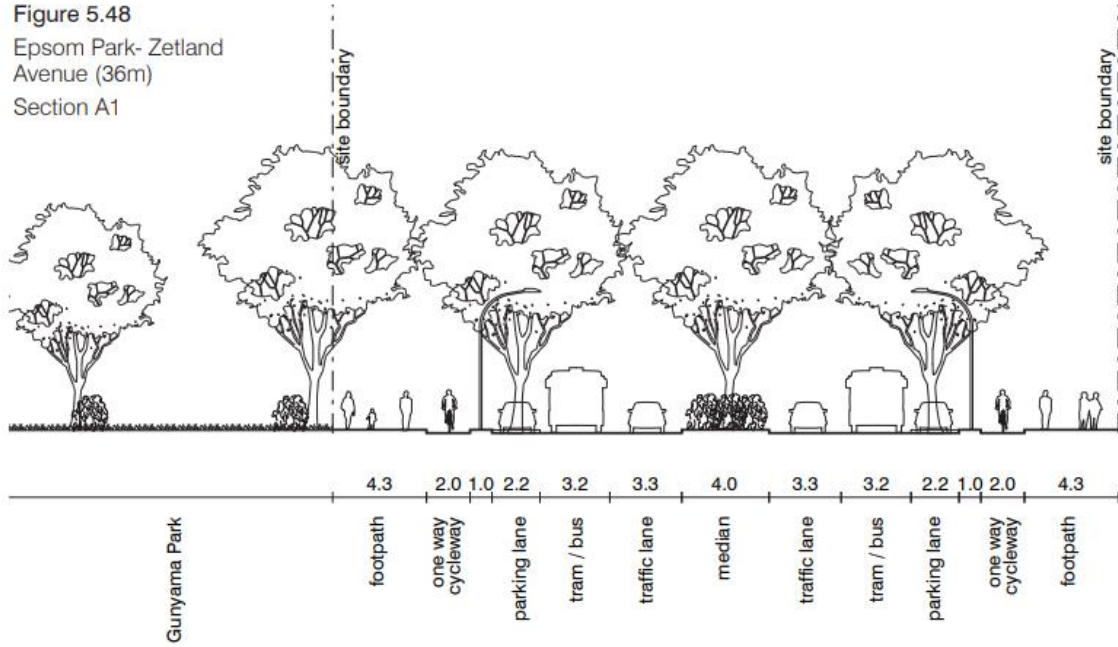 Figure 5.48
Epsom Park- Zetland
Avenue (36m)
Section A1
site boundary
site boundary
4.3 2.0 1.0 2.2 3.2 3.3 4.0 3.3 3.2 2.2 1.0 2.0 4.3
Gunyama Park
footpath
one way
cycleway
parking lane
tram / bus
traffic lane
median
traffic lane
tram / bus
parking lane
one way
cycleway
footpath